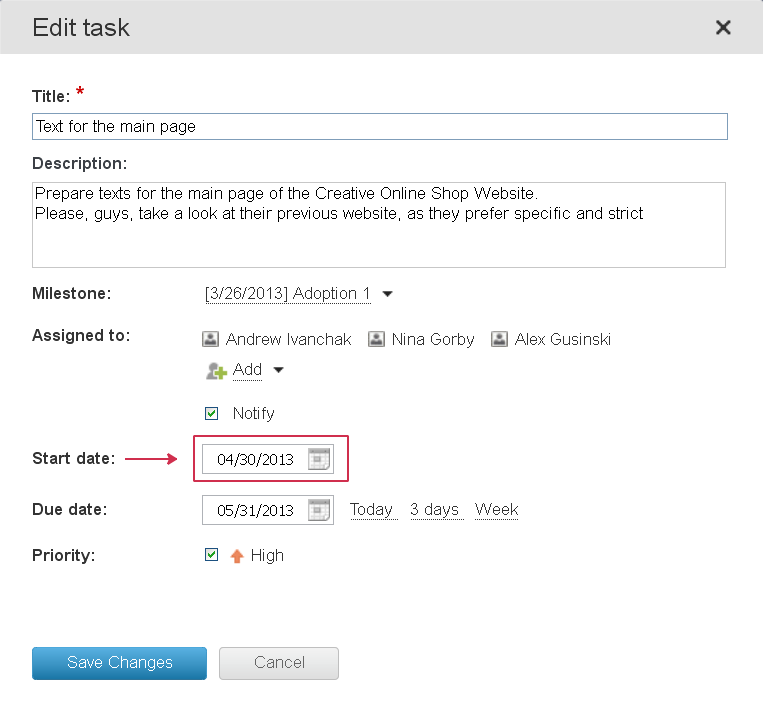 Edit task
Title: *
Text for the main page
Description:
Prepare texts for the main page of the Creative Online Shop Website.
Please, guys, take a look at their previous website, as they prefer specific and strict
Milestone: [3/26/2013] Adoption 1
Assigned to: Andrew Ivanchak Nina Gorby Alex Gusinski
Add
Notify
Start date: 04/30/2013
Due date: 05/31/2013 Today 3 days Week
Priority: High
Save Changes Cancel